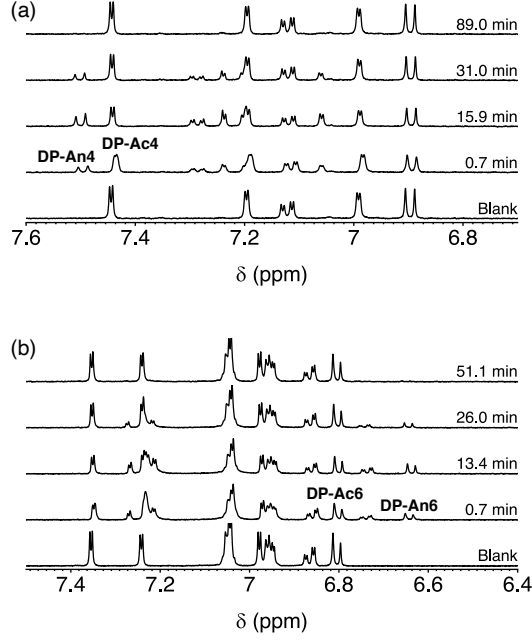 (a)
89.0 min
31.0 min
15.9 min
DP-An4 DP-Ac4
0.7 min
Blank
7.6 7.4 7.2 7 6.8
δ (ppm)
(b)
51.1 min
26.0 min
13.4 min
DP-Ac6 DP-An6
0.7 min
Blank
7.4 7.2 7 6.8 6.6 6.4
δ (ppm)